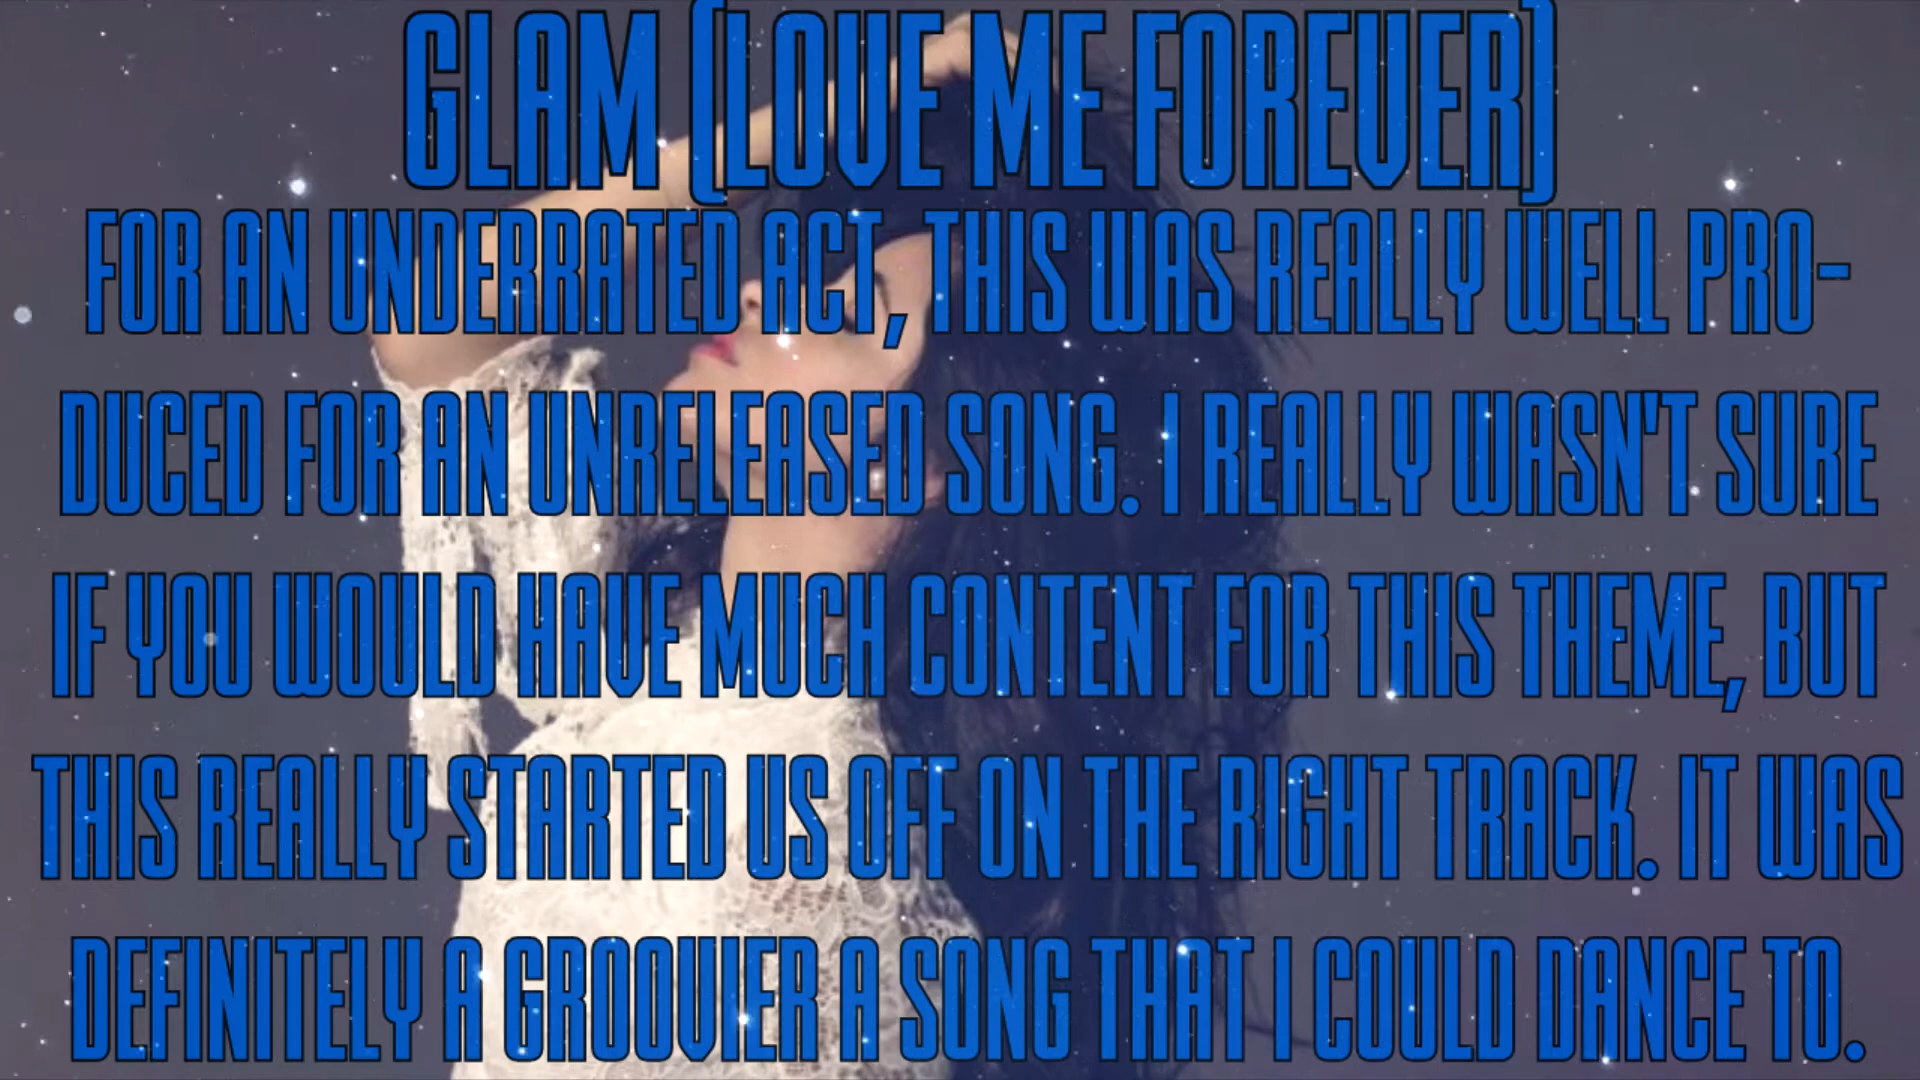 GLAM (LOVE ME FOREVER)
FOR AN UNDERRATED ACT, THIS WAS REALLY WELL PRO-
DUCED FOR AN UNRELEASED SONG. I REALLY WASN'T SURE
IF YOU WOULD HAVE MUCH CONTENT FOR THIS THEME, BUT
THIS REALLY STARTED US OFF ON THE RIGHT TRACK. IT WAS
DEFINITELY A GROOVIER A SONG THAT I COULD DANCE TO.